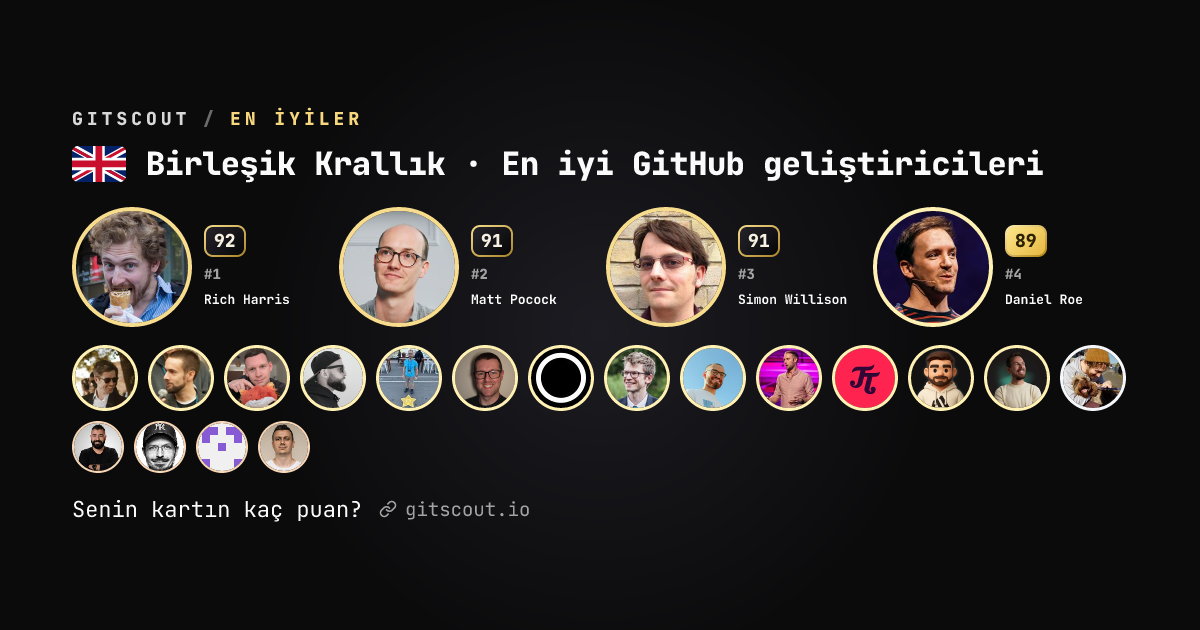 GITSCOUT / EN İYİLER
Birleşik Krallık · En iyi GitHub geliştiricileri
92
#1
Rich Harris
91
#2
Matt Pocock
91
#3
Simon Willison
89
#4
Daniel Roe
Senin kartın kaç puan? gitscout.io